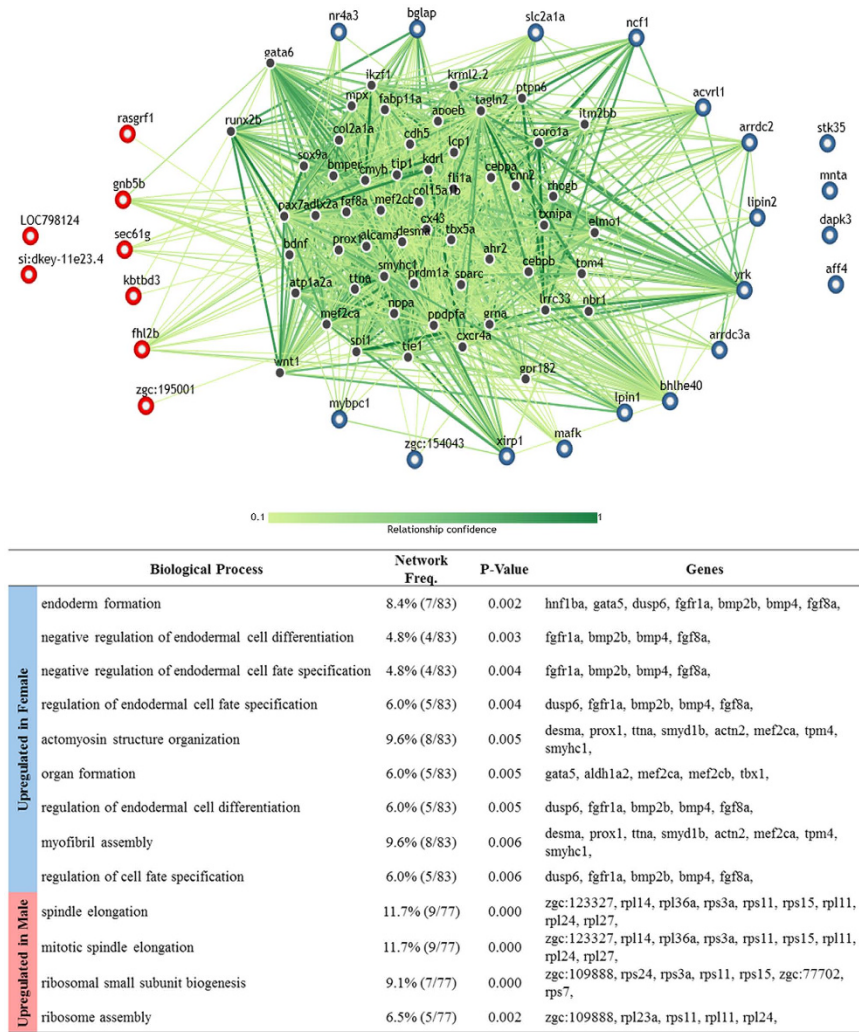 nr4a3
bglap
slc2a1a
ncf1
gata6
ikzf1
krml2.2
ptpn6
acvrl1
mpx
fabp11a
apoeb
tagln2
itm2bb
arrdc2
stk35
rasgrf1
runx2b
col2a1a
cdh5
lcp1
coro1a
sox9a
bmper
cmyb
tip1
kdrl
cebpa
cnn2
mnta
gnb5b
fli1a
rhogb
lipin2
pax7a
dlx2a
fgf8a
mef2cb
col15a1b
txnipa
elmo1
dapk3
LOC798124
sec61g
bdnf
prox1
alcama
desma
cx43
tbx5a
ahr2
cebpb
tpm4
yrk
aff4
si:dkey-11e23.4
kbtbd3
atp1a2a
ttna
smyhc1
prdm1a
sparc
lrrc33
nbr1
fhl2b
mef2ca
nppa
ppdpfa
grna
arrdc3a
wnt1
spi1
tie1
cxcr4a
gpr182
bhlhe40
zgc:195001
mybpc1
lpin1
zgc:154043
xirp1
mafk
0.1
1
Relationship confidence
Biological Process Network Freq. P-Value Genes
Upregulated in Female
endoderm formation 8.4% (7/83) 0.002 hnf1ba, gata5, dusp6, fgfr1a, bmp2b, bmp4, fgf8a,
negative regulation of endodermal cell differentiation 4.8% (4/83) 0.003 fgfr1a, bmp2b, bmp4, fgf8a,
negative regulation of endodermal cell fate specification 4.8% (4/83) 0.004 fgfr1a, bmp2b, bmp4, fgf8a,
regulation of endodermal cell fate specification 6.0% (5/83) 0.004 dusp6, fgfr1a, bmp2b, bmp4, fgf8a,
actomyosin structure organization 9.6% (8/83) 0.005 desma, prox1, ttna, smyd1b, actn2, mef2ca, tpm4, smyhc1,
organ formation 6.0% (5/83) 0.005 gata5, aldh1a2, mef2ca, mef2cb, tbx1,
regulation of endodermal cell differentiation 6.0% (5/83) 0.005 dusp6, fgfr1a, bmp2b, bmp4, fgf8a,
myofibril assembly 9.6% (8/83) 0.006 desma, prox1, ttna, smyd1b, actn2, mef2ca, tpm4, smyhc1,
regulation of cell fate specification 6.0% (5/83) 0.006 dusp6, fgfr1a, bmp2b, bmp4, fgf8a,
Upregulated in Male
spindle elongation 11.7% (9/77) 0.000 zgc:123327, rpl14, rpl36a, rps3a, rps11, rps15, rpl11, rpl24, rpl27,
mitotic spindle elongation 11.7% (9/77) 0.000 zgc:123327, rpl14, rpl36a, rps3a, rps11, rps15, rpl11, rpl24, rpl27,
ribosomal small subunit biogenesis 9.1% (7/77) 0.000 zgc:109888, rps24, rps3a, rps11, rps15, zgc:77702, rps7,
ribosome assembly 6.5% (5/77) 0.002 zgc:109888, rpl23a, rps11, rpl11, rpl24,